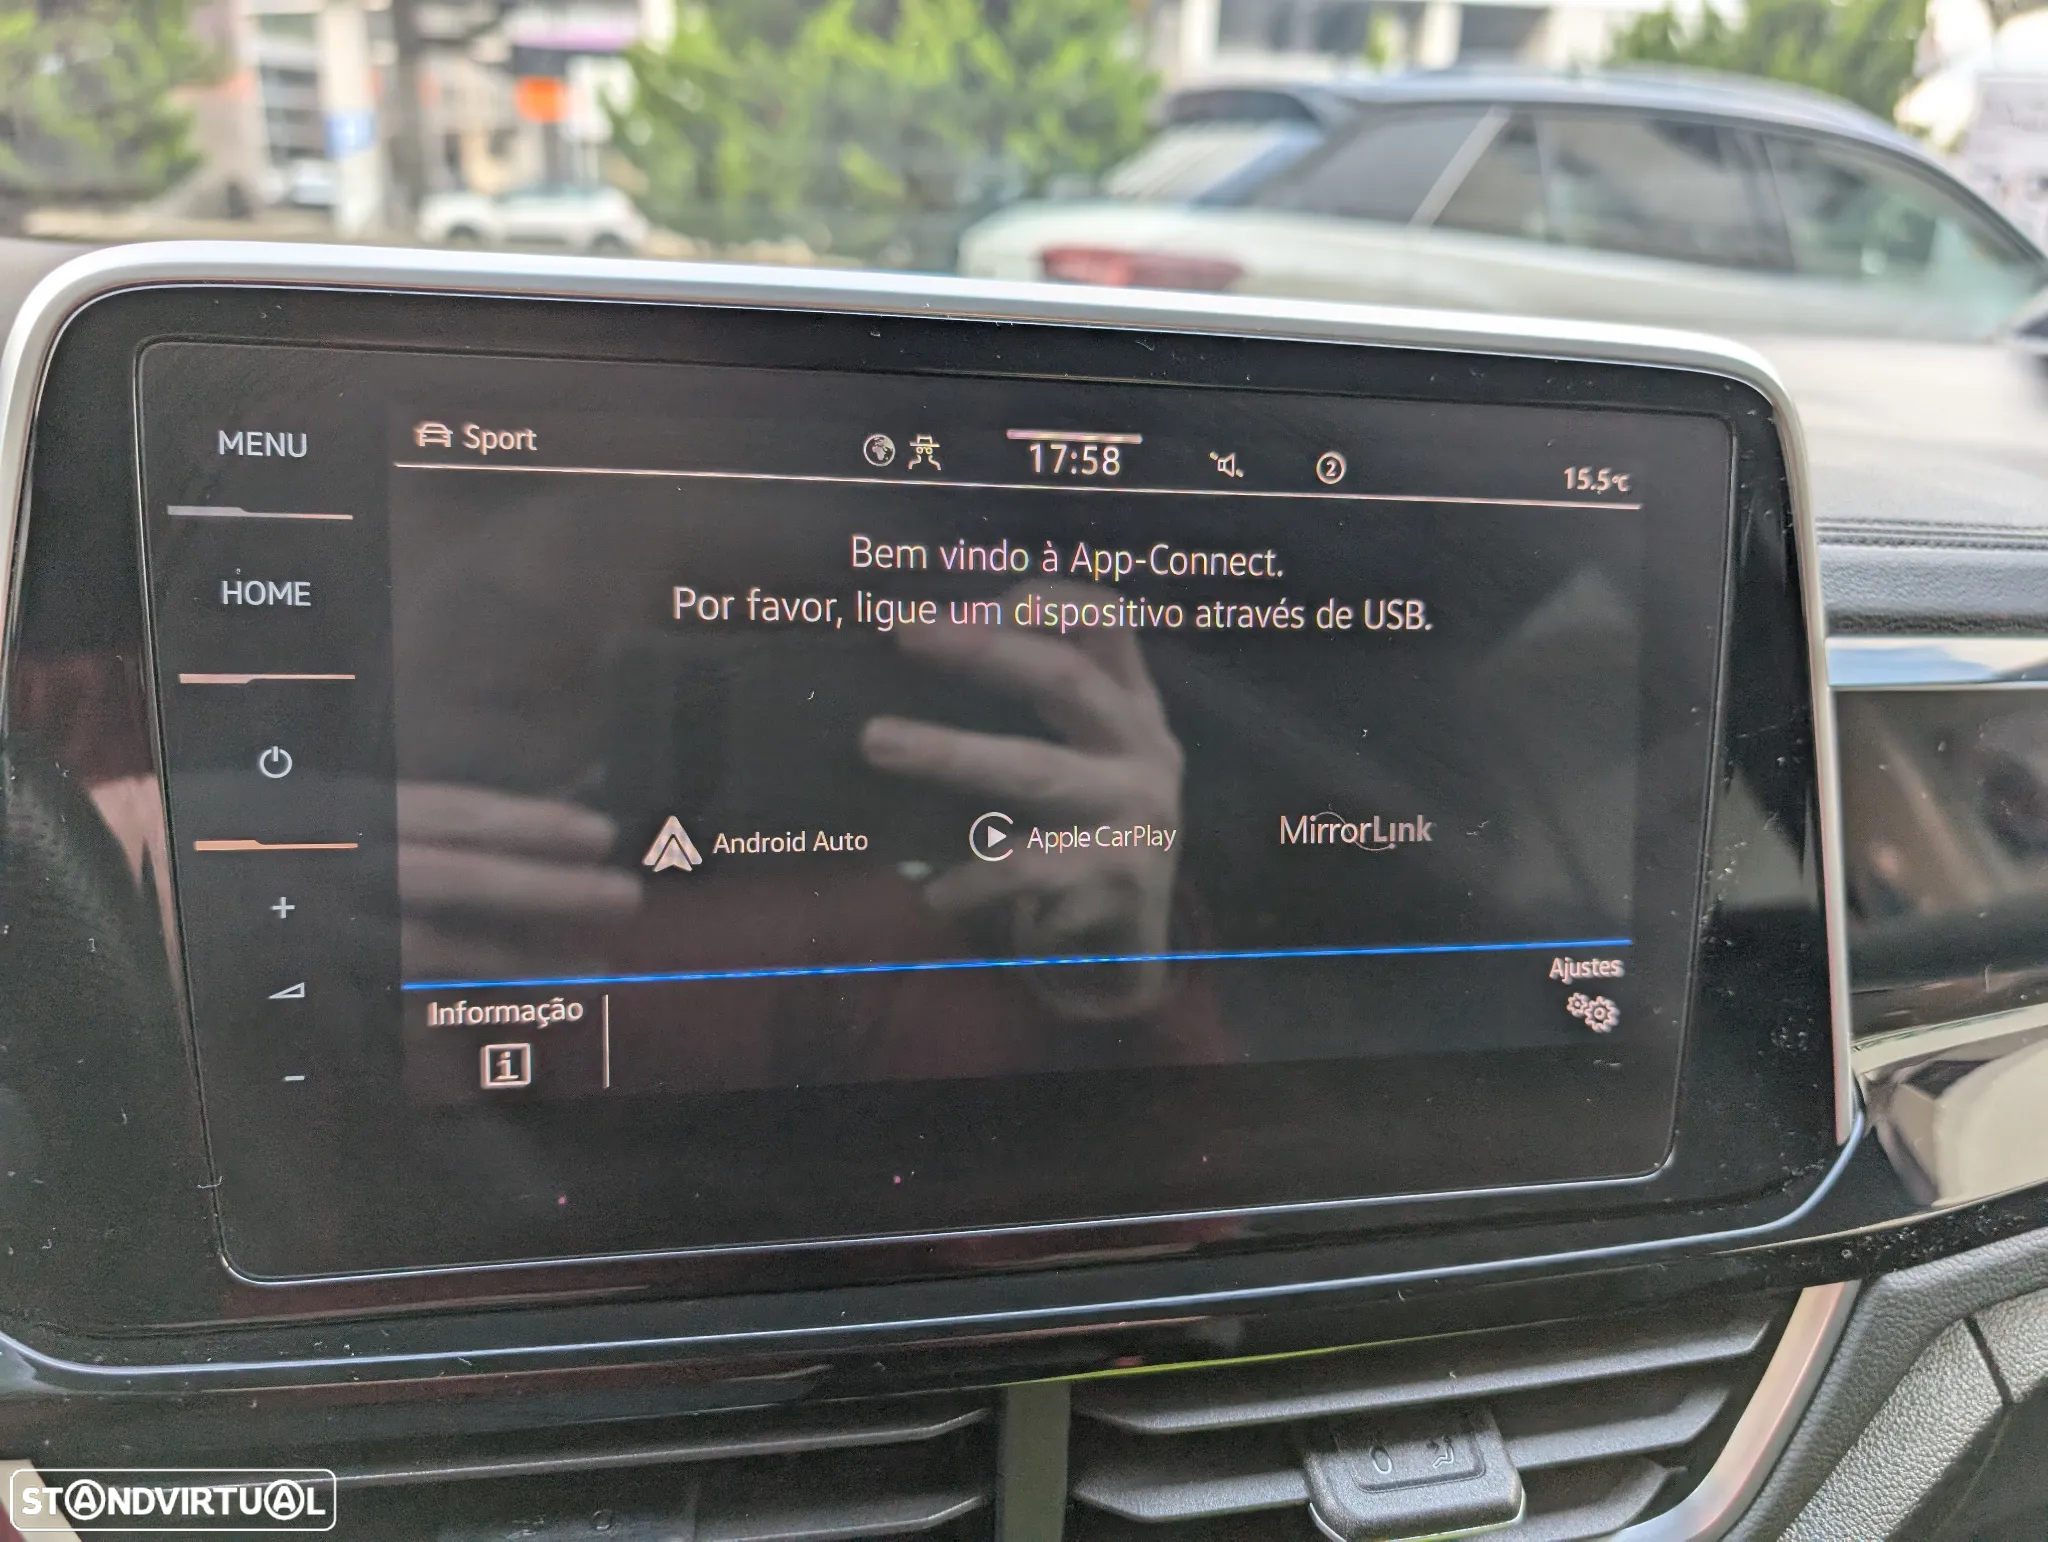 MENU
HOME
Sport
17:58
2
15.5°C
Bem vindo à App-Connect.
Por favor, ligue um dispositivo através de USB.
Android Auto
Apple CarPlay
MirrorLink
+
-
Informação
i
Ajustes
STANDVIRTUAL